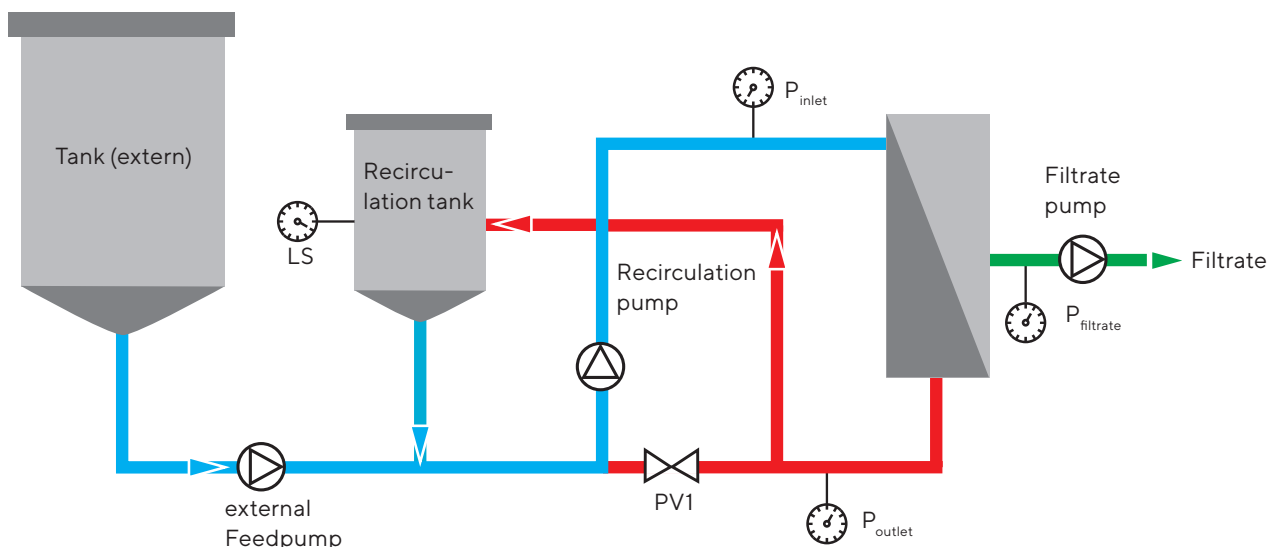 Tank (extern)
Recircu-
lation tank
LS
external
Feedpump
Recirculation
pump
PV1
P inlet
P outlet
Filtrate
pump
P filtrate
Filtrate